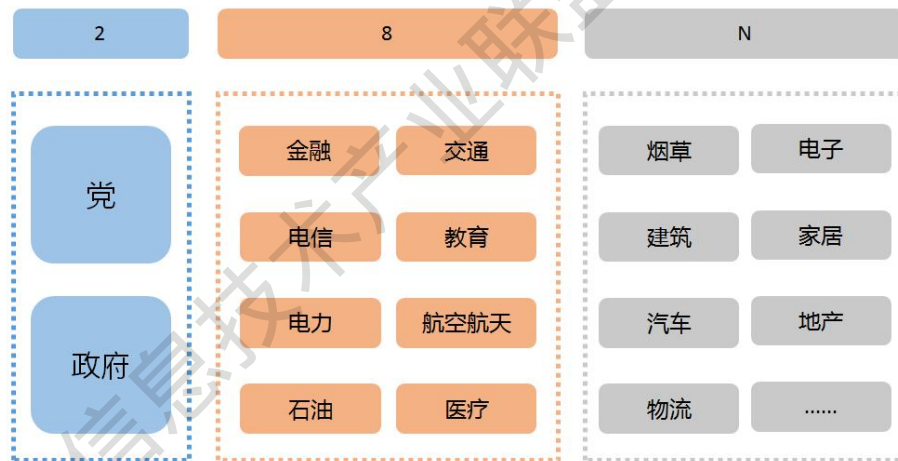 2
8
N
党
政府
金融
交通
电信
教育
电力
航空航天
石油
医疗
烟草
电子
建筑
家居
汽车
地产
物流
......
信息技术产业联盟